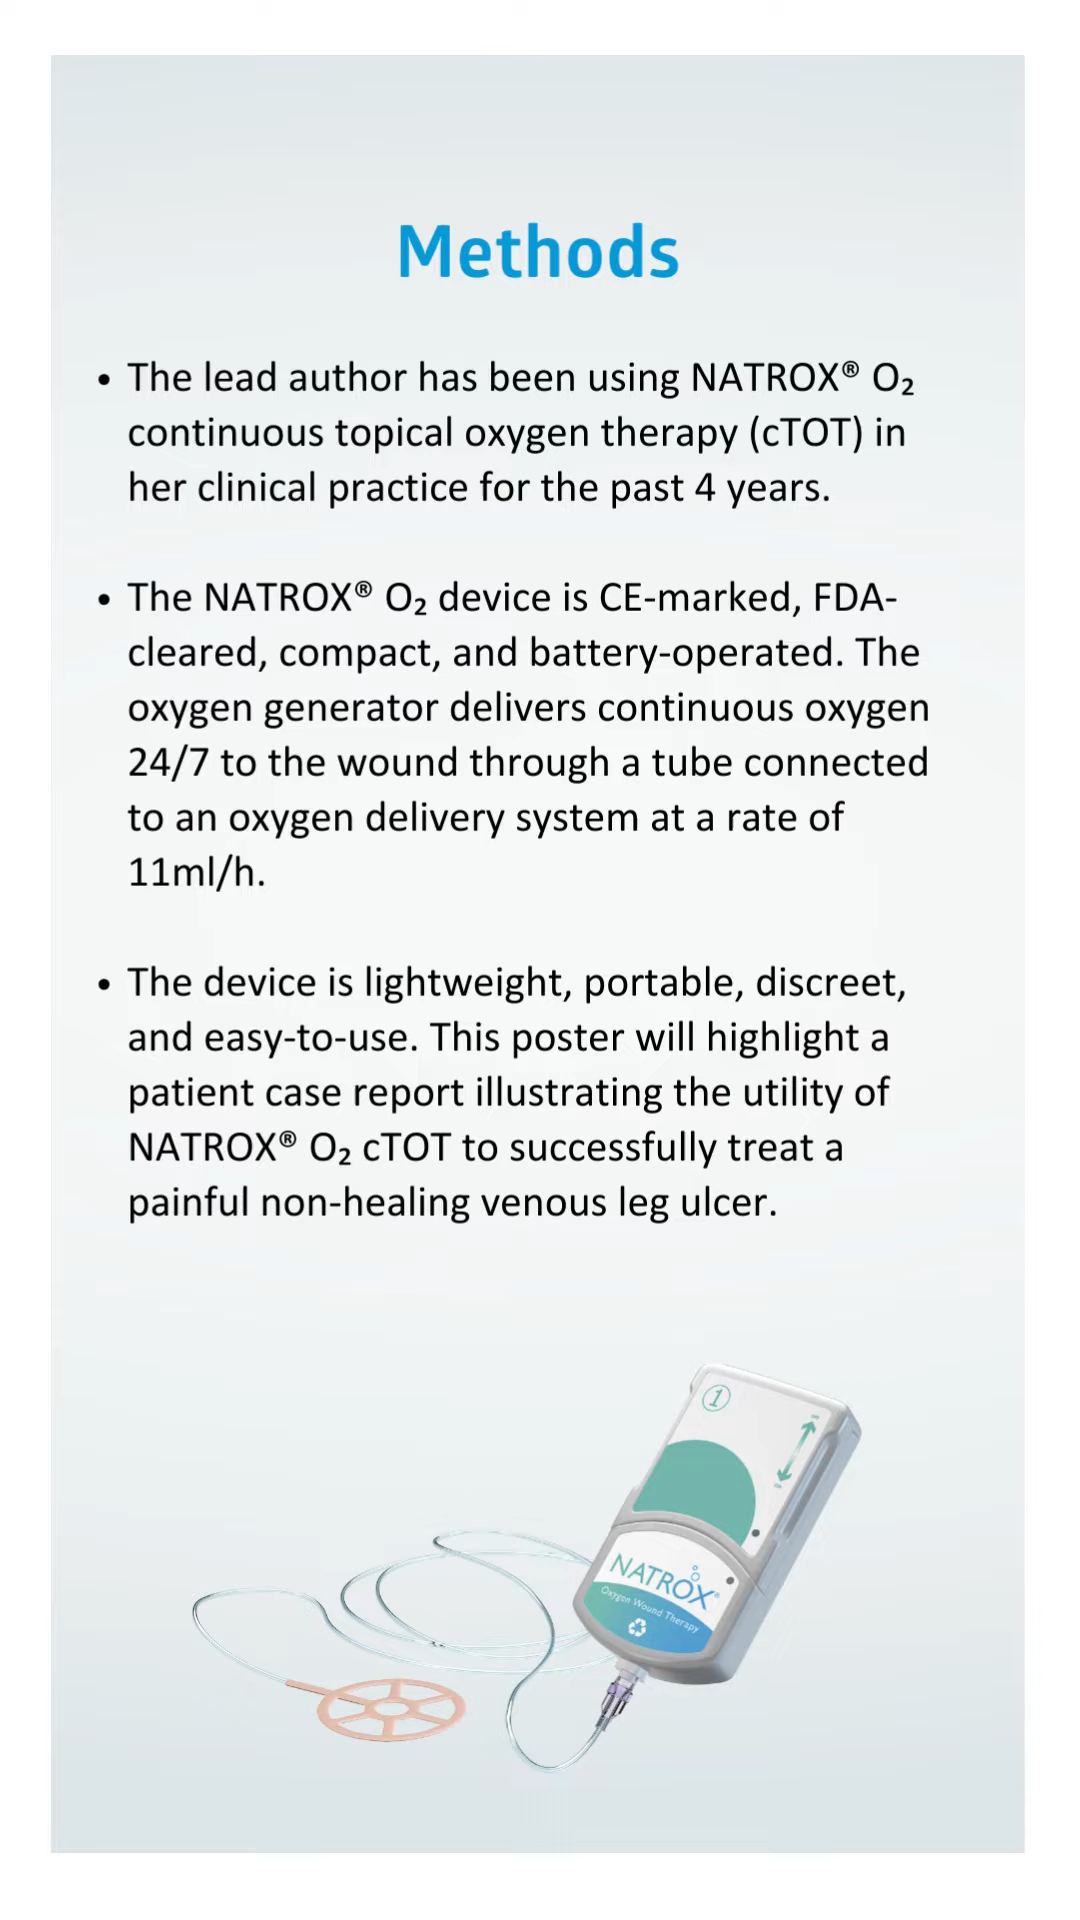 Methods
• The lead author has been using NATROX® O₂
continuous topical oxygen therapy (cTOT) in
her clinical practice for the past 4 years.
• The NATROX® O₂ device is CE-marked, FDA-
cleared, compact, and battery-operated. The
oxygen generator delivers continuous oxygen
24/7 to the wound through a tube connected
to an oxygen delivery system at a rate of
11ml/h.
• The device is lightweight, portable, discreet,
and easy-to-use. This poster will highlight a
patient case report illustrating the utility of
NATROX® O₂ cTOT to successfully treat a
painful non-healing venous leg ulcer.
1
NATROX®
Oxygen Wound Therapy